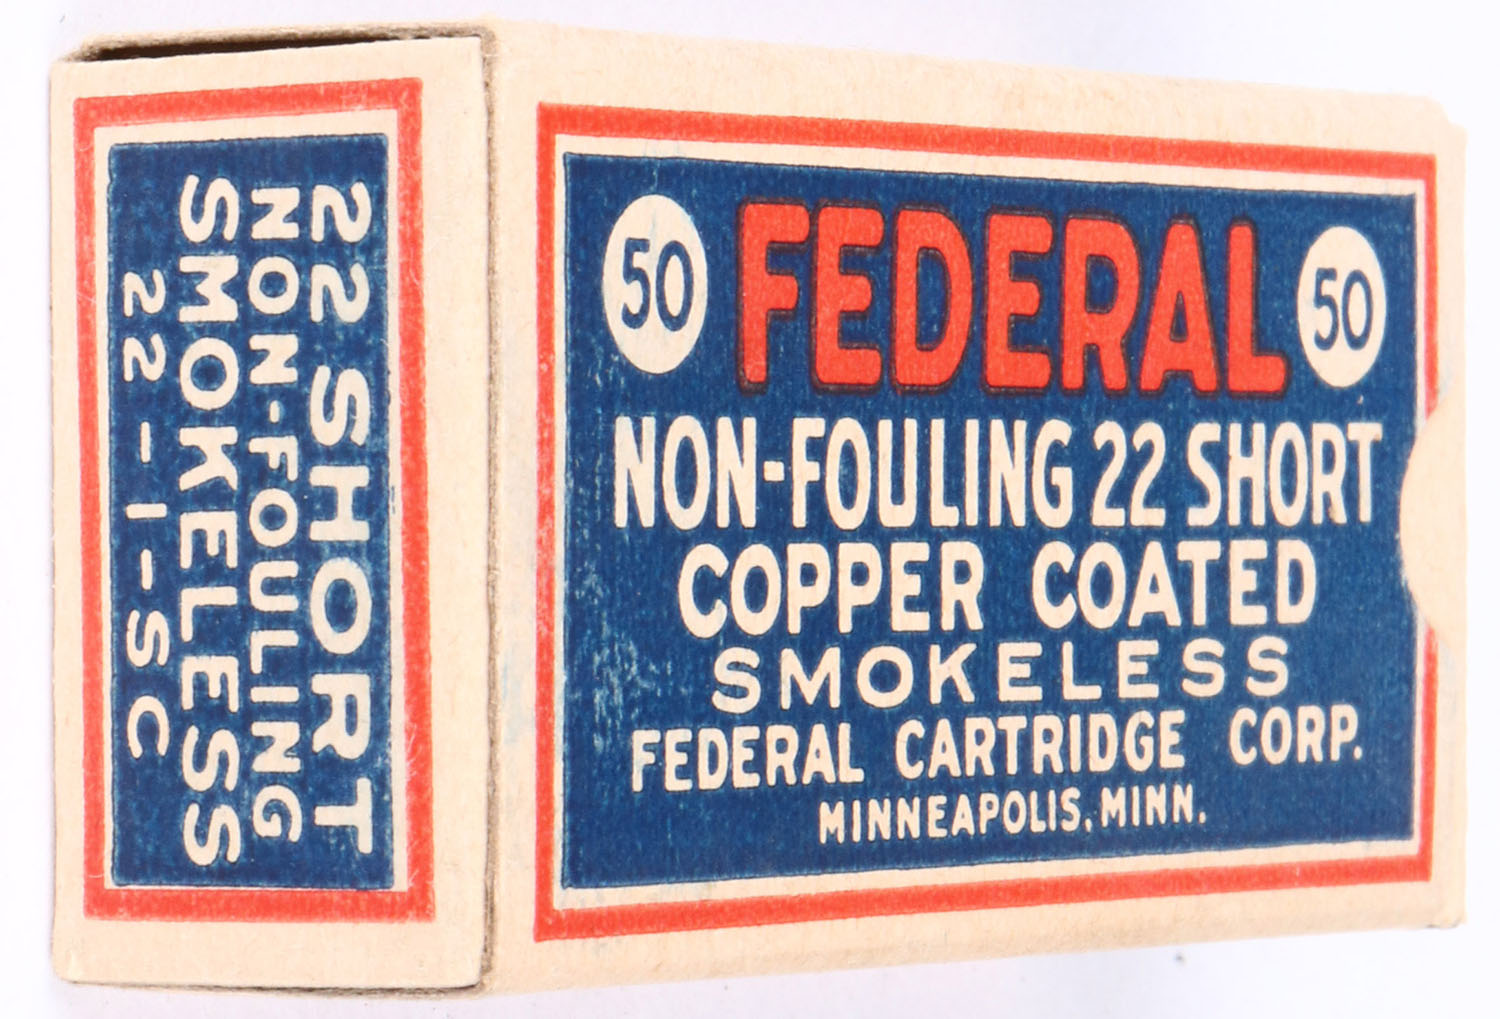 22 SHORT
NON-FOULING
SMOKELESS
22-1-SC
50 FEDERAL 50
NON-FOULING 22 SHORT
COPPER COATED
SMOKELESS
FEDERAL CARTRIDGE CORP.
MINNEAPOLIS, MINN.